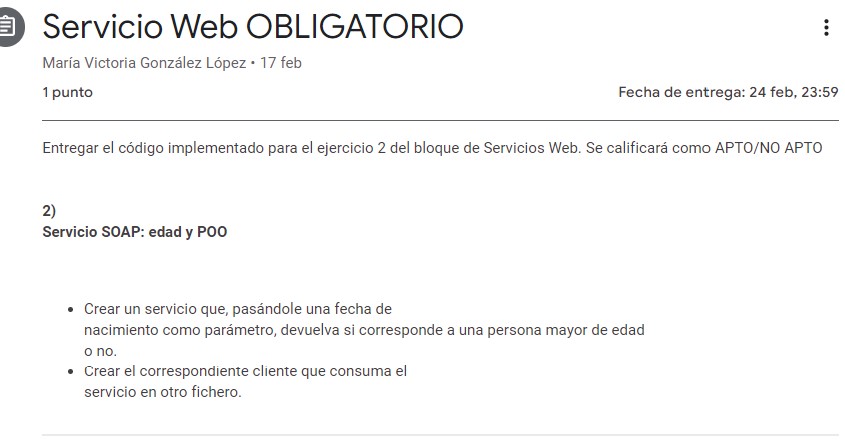 Servicio Web OBLIGATORIO
María Victoria González López • 17 feb
1 punto
Fecha de entrega: 24 feb, 23:59
Entregar el código implementado para el ejercicio 2 del bloque de Servicios Web. Se calificará como APTO/NO APTO
2)
Servicio SOAP: edad y POO
• Crear un servicio que, pasándole una fecha de
nacimiento como parámetro, devuelva si corresponde a una persona mayor de edad
o no.
• Crear el correspondiente cliente que consuma el
servicio en otro fichero.